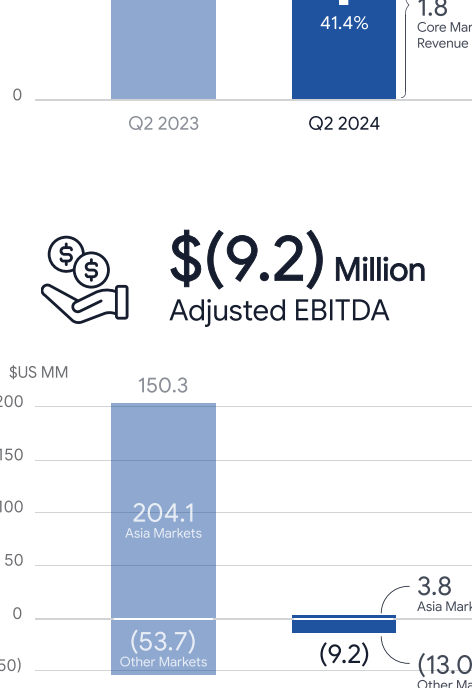 1.8
41.4%
Core Mar
Revenue
0
Q2 2023
Q2 2024
$(9.2) Million
Adjusted EBITDA
$US MM
150.3
200
150
204.1
100
Asia Markets
50
3.8
Asia Mark
0
(53.7)
Other Markets
(9.2)
(13.0
50)
Other Ma